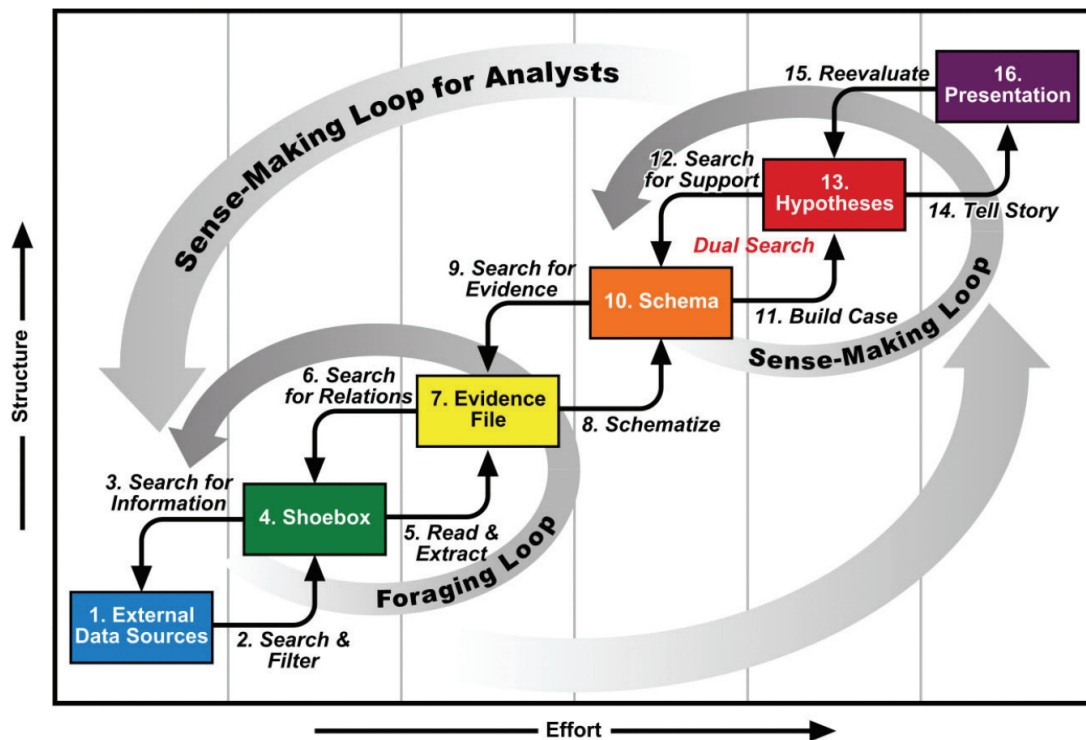 Sense-Making Loop for Analysts
15. Reevaluate
16.
Presentation
12. Search
for Support
13.
Hypotheses
14. Tell Story
Dual Search
9. Search for
Evidence
10. Schema
11. Build Case
Sense-Making Loop
6. Search
for Relations
7. Evidence
File
8. Schematize
3. Search for
Information
4. Shoebox
5. Read &
Extract
Foraging Loop
1. External
Data Sources
2. Search &
Filter
Structure
Effort